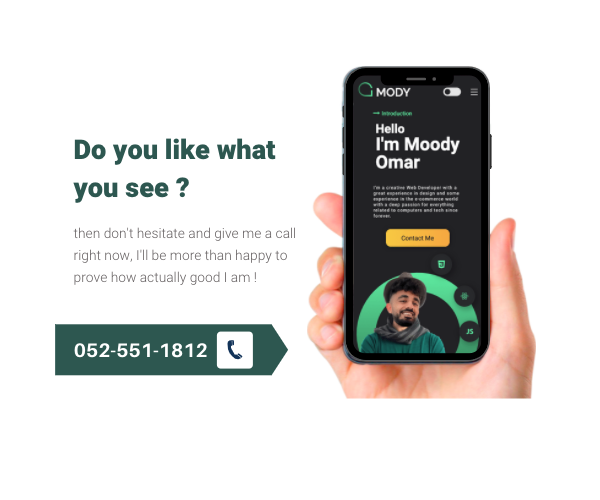 Do you like what
you see ?
then don't hesitate and give me a call
right now, I'll be more than happy to
prove how actually good I am !
052-551-1812
MODY
Introduction
Hello
I'm Moody
Omar
I'm a creative Web Developer with a
great experience in design and some
experience in the e-commerce world
with a deep passion for everything
related to computers and tech since
forever.
Contact Me
JS